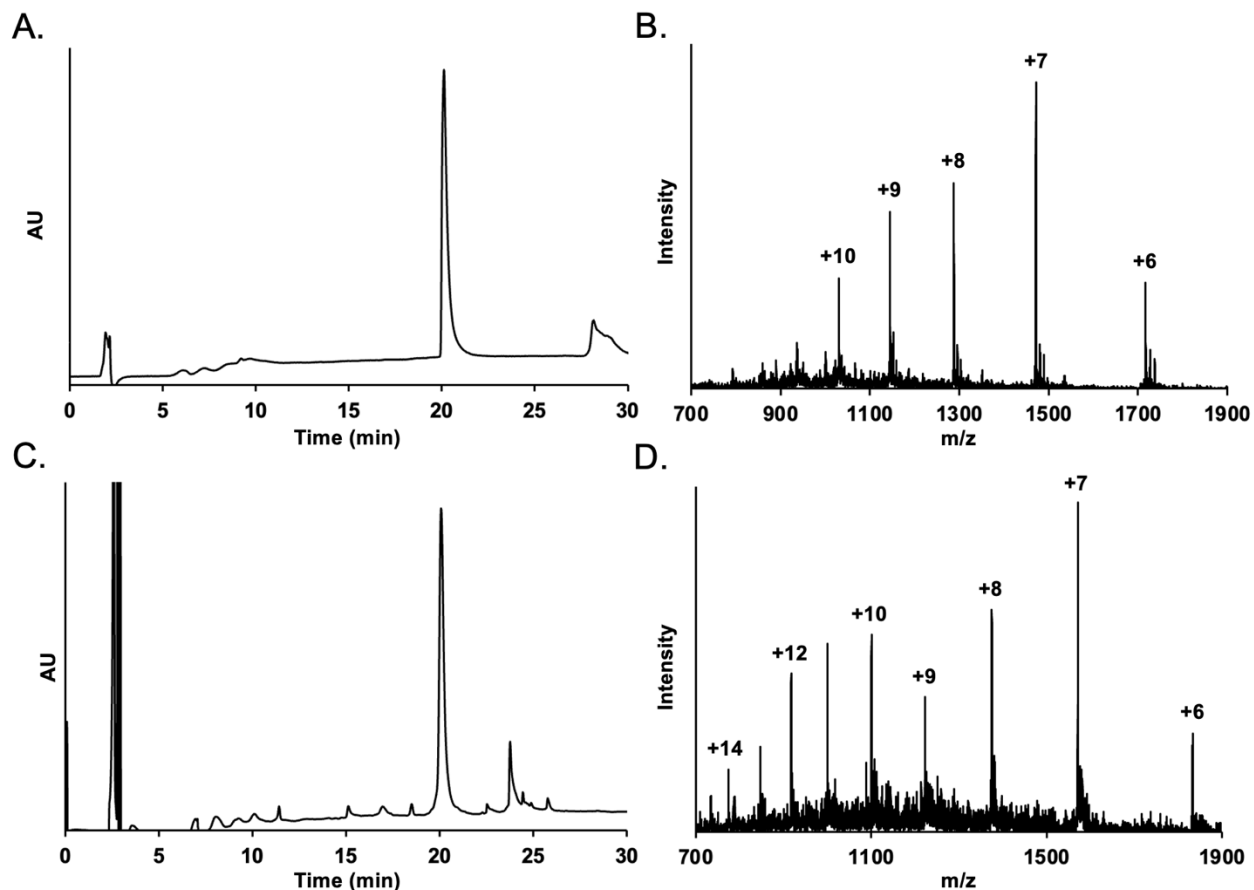 A.
AU
0 5 10 15 20 25 30
Time (min)
B.
Intensity
+10
+9
+8
+7
+6
700 900 1100 1300 1500 1700 1900
m/z
C.
AU
0 5 10 15 20 25 30
Time (min)
D.
Intensity
+14
+12
+10
+9
+8
+7
+6
700 1100 1500 1900
m/z